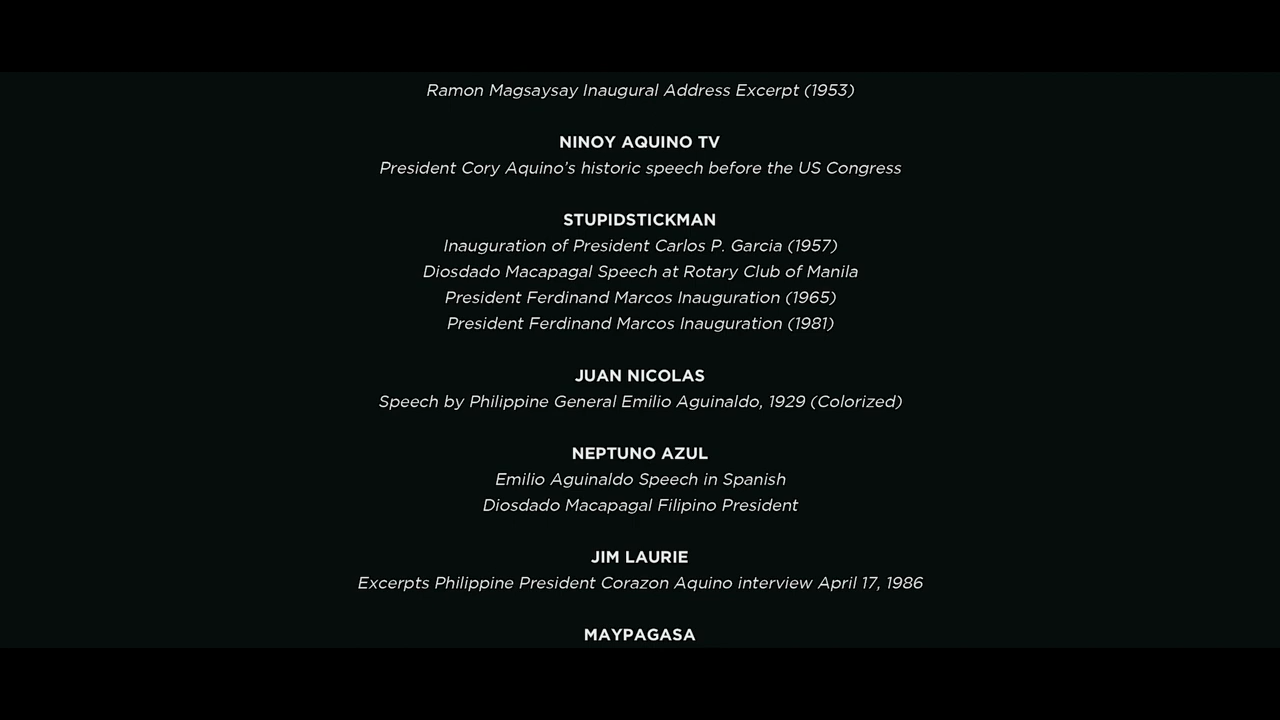 Ramon Magsaysay Inaugural Address Excerpt (1953)
NINOY AQUINO TV
President Cory Aquino’s historic speech before the US Congress
STUPIDSTICKMAN
Inauguration of President Carlos P. Garcia (1957)
Diosdado Macapagal Speech at Rotary Club of Manila
President Ferdinand Marcos Inauguration (1965)
President Ferdinand Marcos Inauguration (1981)
JUAN NICOLAS
Speech by Philippine General Emilio Aguinaldo, 1929 (Colorized)
NEPTUNO AZUL
Emilio Aguinaldo Speech in Spanish
Diosdado Macapagal Filipino President
JIM LAURIE
Excerpts Philippine President Corazon Aquino interview April 17, 1986
MAYPAGASA